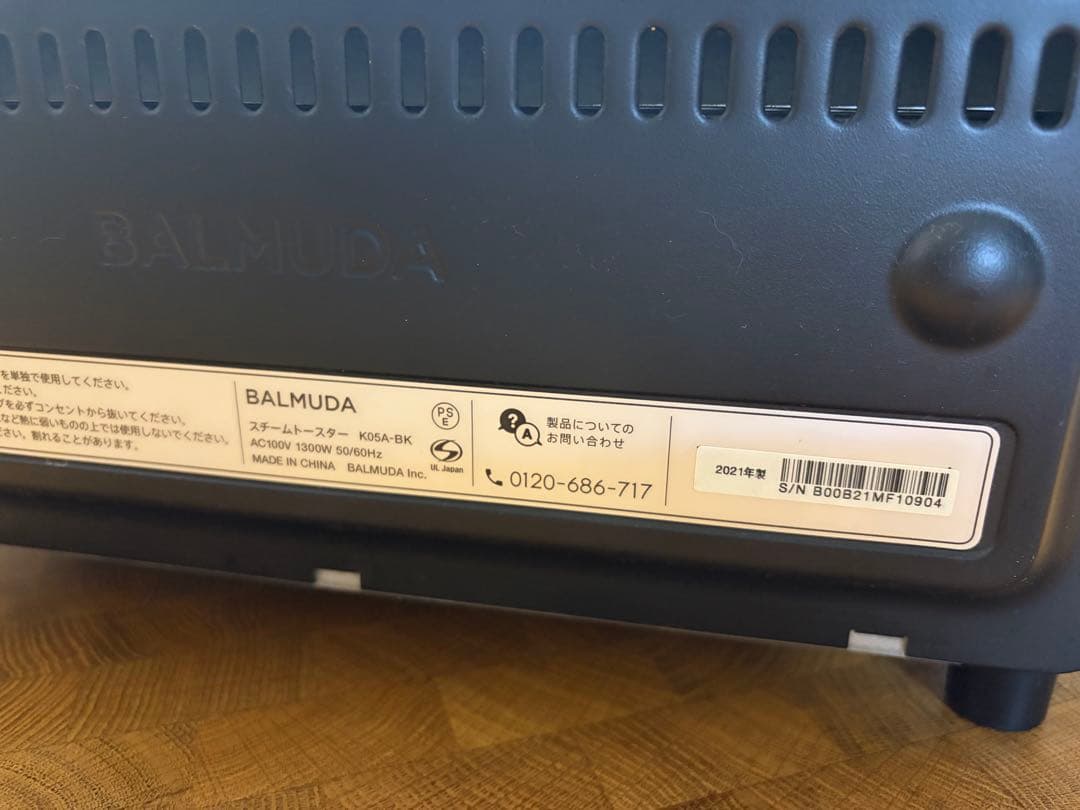 BALMUDA
を単独で使用してください。
ださい。
グを必ずコンセントから抜いてください。
など熱に弱いものの上では使用しないでください。
ださい。割れることがあります。
BALMUDA
スチームトースター K05A-BK
AC100V 1300W 50/60Hz
MADE IN CHINA BALMUDA Inc.
PS
E
UL Japan
?
A
製品についての
お問い合わせ
0120-686-717
2021年製
S/N B00B21MF10904